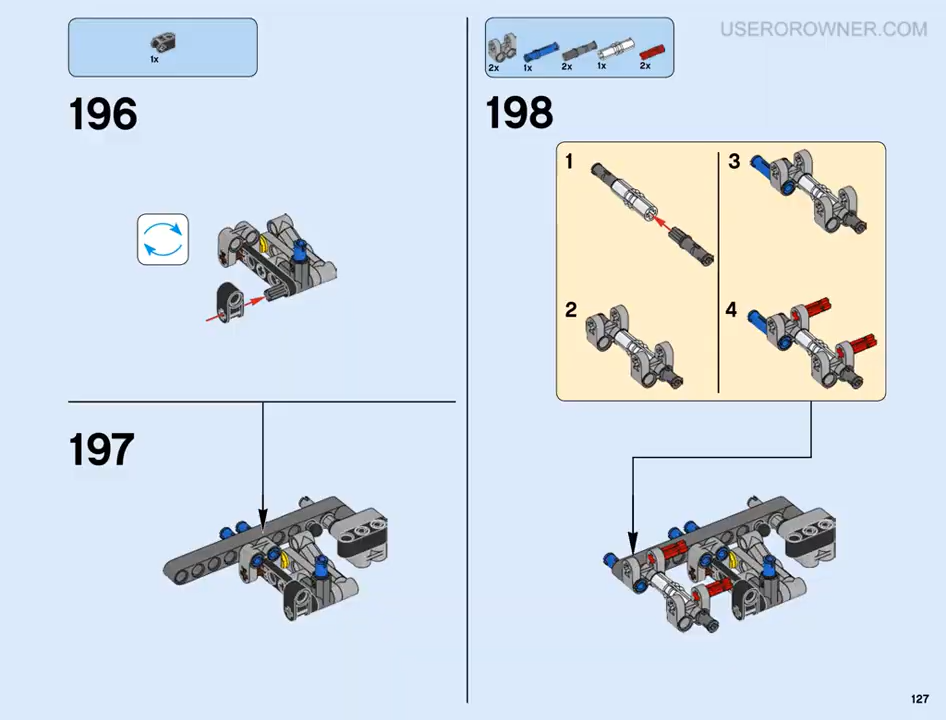 USEROROWNER.COM
1x
196
197
2x 1x 2x 1x 2x
198
1
2
3
4
127